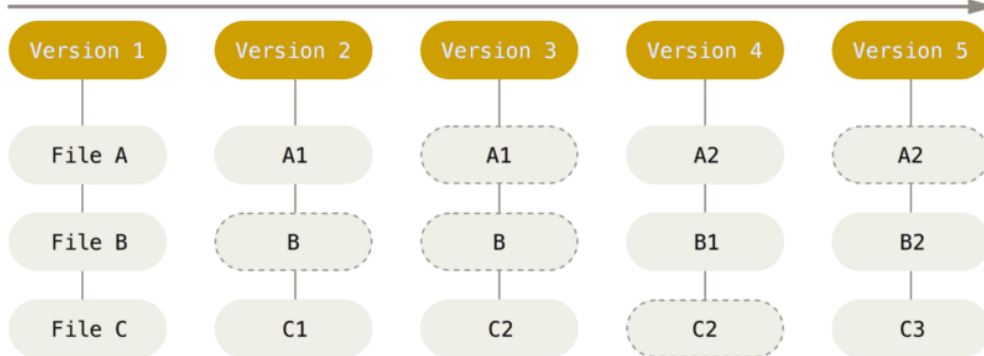 Version 1 Version 2 Version 3 Version 4 Version 5
File A A1 A1 A2 A2
File B B B B1 B2
File C C1 C2 C2 C3